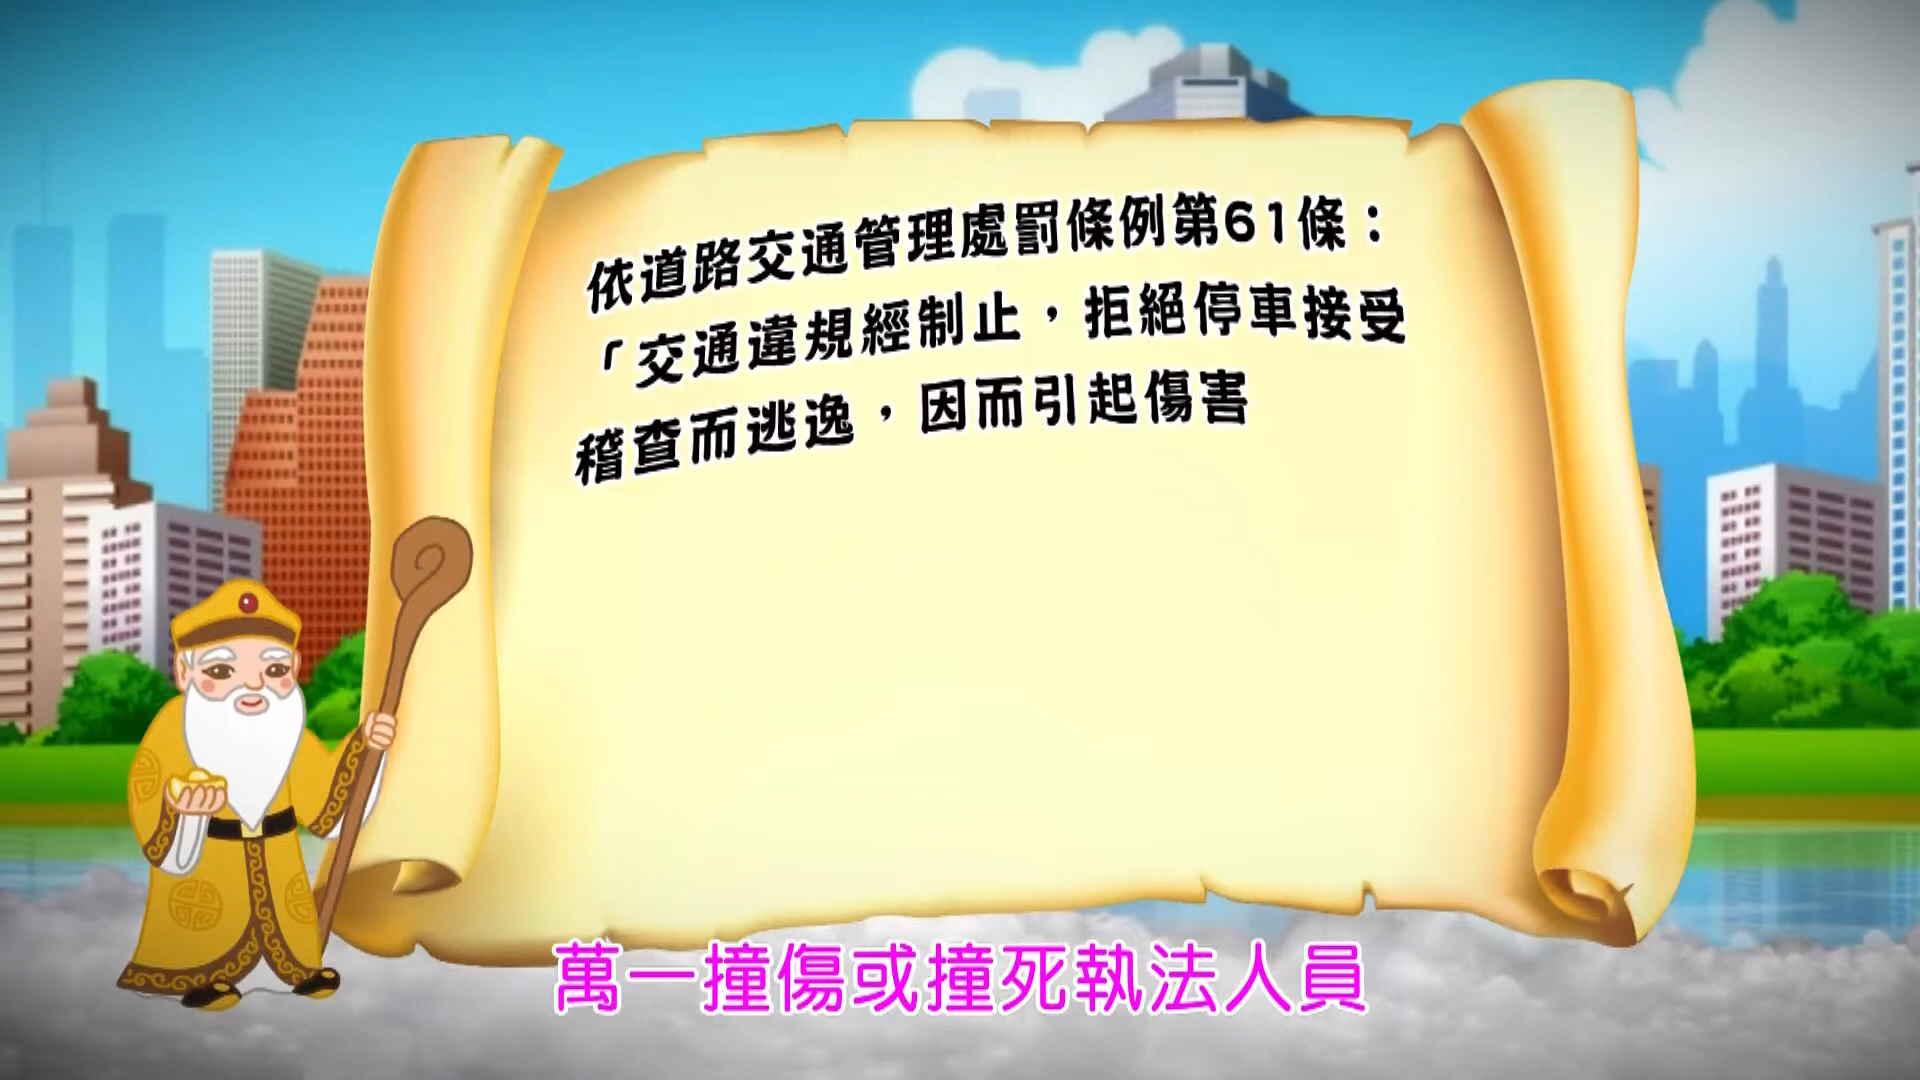 依道路交通管理處罰條例第61條：
「交通違規經制止，拒絕停車接受
稽查而逃逸，因而引起傷害
萬一撞傷或撞死執法人員